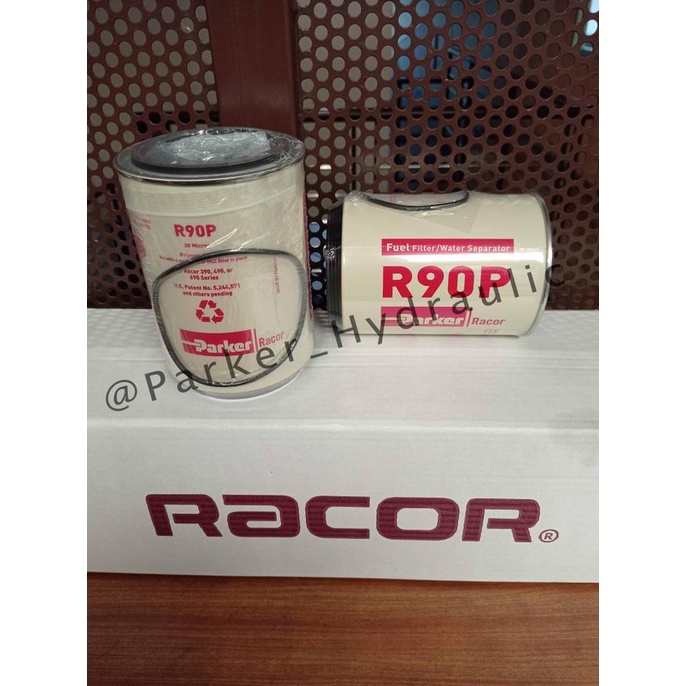 R90P
30 Micron
Racor 390, 490, or
690 Series
U.S. Patent No. 5,244,571
and others pending
Parker Racor
Fuel Filter/Water Separator
R90P
Parker Racor
@Parker_Hydraulic
RACOR®